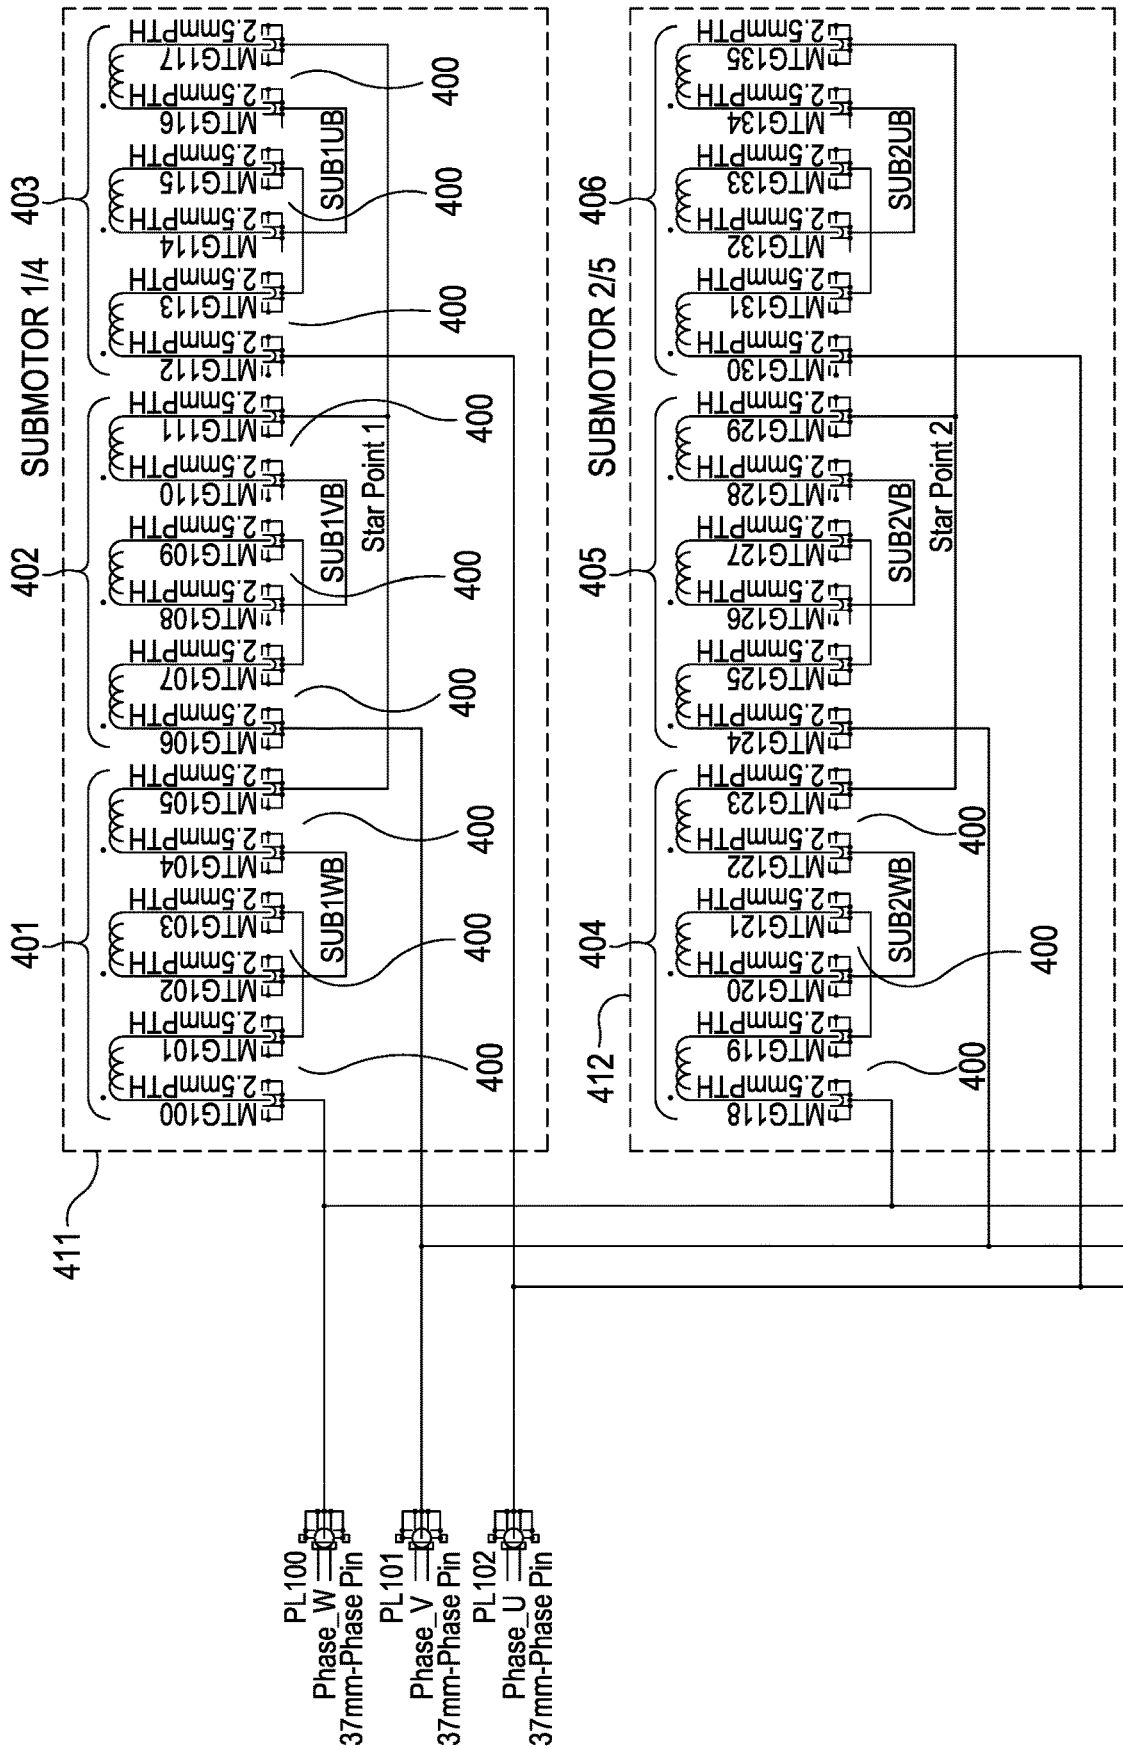 SUBMOTOR 1/4
401
402
403
411
MTG100
2.5mmPTH
MTG101
2.5mmPTH
MTG102
2.5mmPTH
MTG103
2.5mmPTH
MTG104
2.5mmPTH
MTG105
2.5mmPTH
MTG106
2.5mmPTH
MTG107
2.5mmPTH
MTG108
2.5mmPTH
MTG109
2.5mmPTH
MTG110
2.5mmPTH
MTG111
2.5mmPTH
MTG112
2.5mmPTH
MTG113
2.5mmPTH
MTG114
2.5mmPTH
MTG115
2.5mmPTH
MTG116
2.5mmPTH
MTG117
2.5mmPTH
SUB1WB
SUB1VB
SUB1UB
Star Point 1
400
400
400
400
400
400
400
400
400
SUBMOTOR 2/5
404
405
406
412
MTG118
2.5mmPTH
MTG119
2.5mmPTH
MTG120
2.5mmPTH
MTG121
2.5mmPTH
MTG122
2.5mmPTH
MTG123
2.5mmPTH
MTG124
2.5mmPTH
MTG125
2.5mmPTH
MTG126
2.5mmPTH
MTG127
2.5mmPTH
MTG128
2.5mmPTH
MTG129
2.5mmPTH
MTG130
2.5mmPTH
MTG131
2.5mmPTH
MTG132
2.5mmPTH
MTG133
2.5mmPTH
MTG134
2.5mmPTH
MTG135
2.5mmPTH
SUB2WB
SUB2VB
SUB2UB
Star Point 2
400
400
400
PL100
Phase_W
37mm-Phase Pin
PL101
Phase_V
37mm-Phase Pin
PL102
Phase_U
37mm-Phase Pin